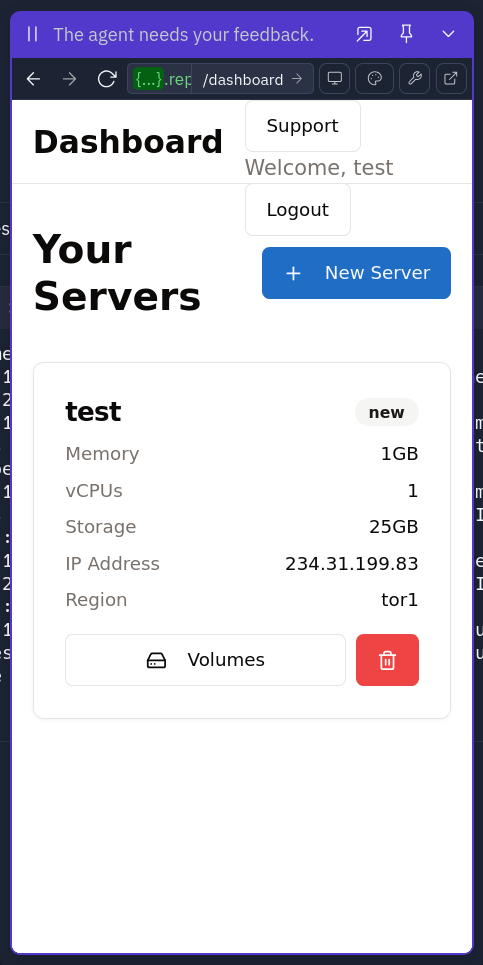 The agent needs your feedback.
{...}.rep /dashboard
Dashboard
Support
Welcome, test
Logout
Your
Servers
New Server
test new
Memory 1GB
vCPUs 1
Storage 25GB
IP Address 234.31.199.83
Region tor1
Volumes